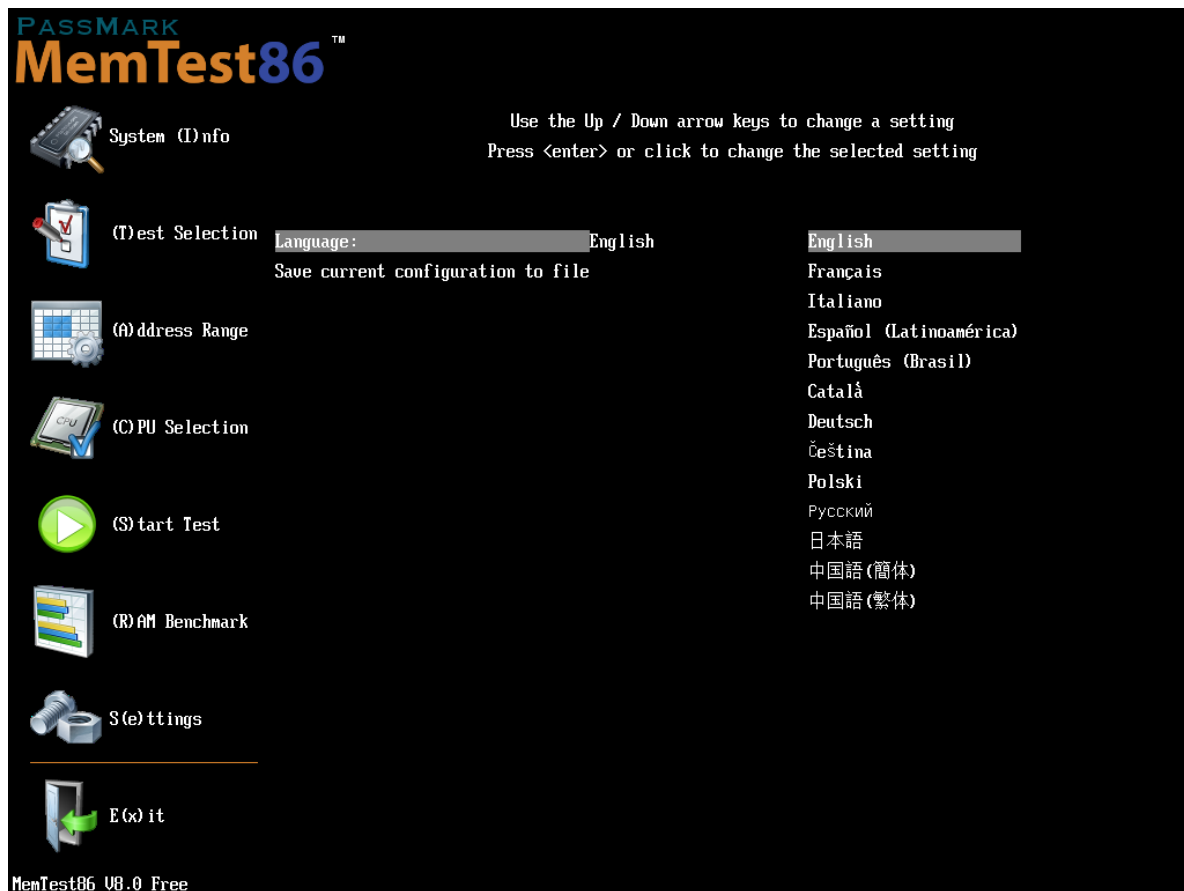 PASSMARK
MemTest86™
System (I)nfo
Use the Up / Down arrow keys to change a setting
Press <enter> or click to change the selected setting
(T)est Selection
Language: English
Save current configuration to file
English
Français
Italiano
Español (Latinoamérica)
Português (Brasil)
Català
Deutsch
Čeština
Polski
Русский
日本語
中国語(簡体)
中国語(繁体)
(A)ddress Range
(C)PU Selection
CPU
(S)tart Test
(R)AM Benchmark
S(e)ttings
E(x)it
MemTest86 V8.0 Free